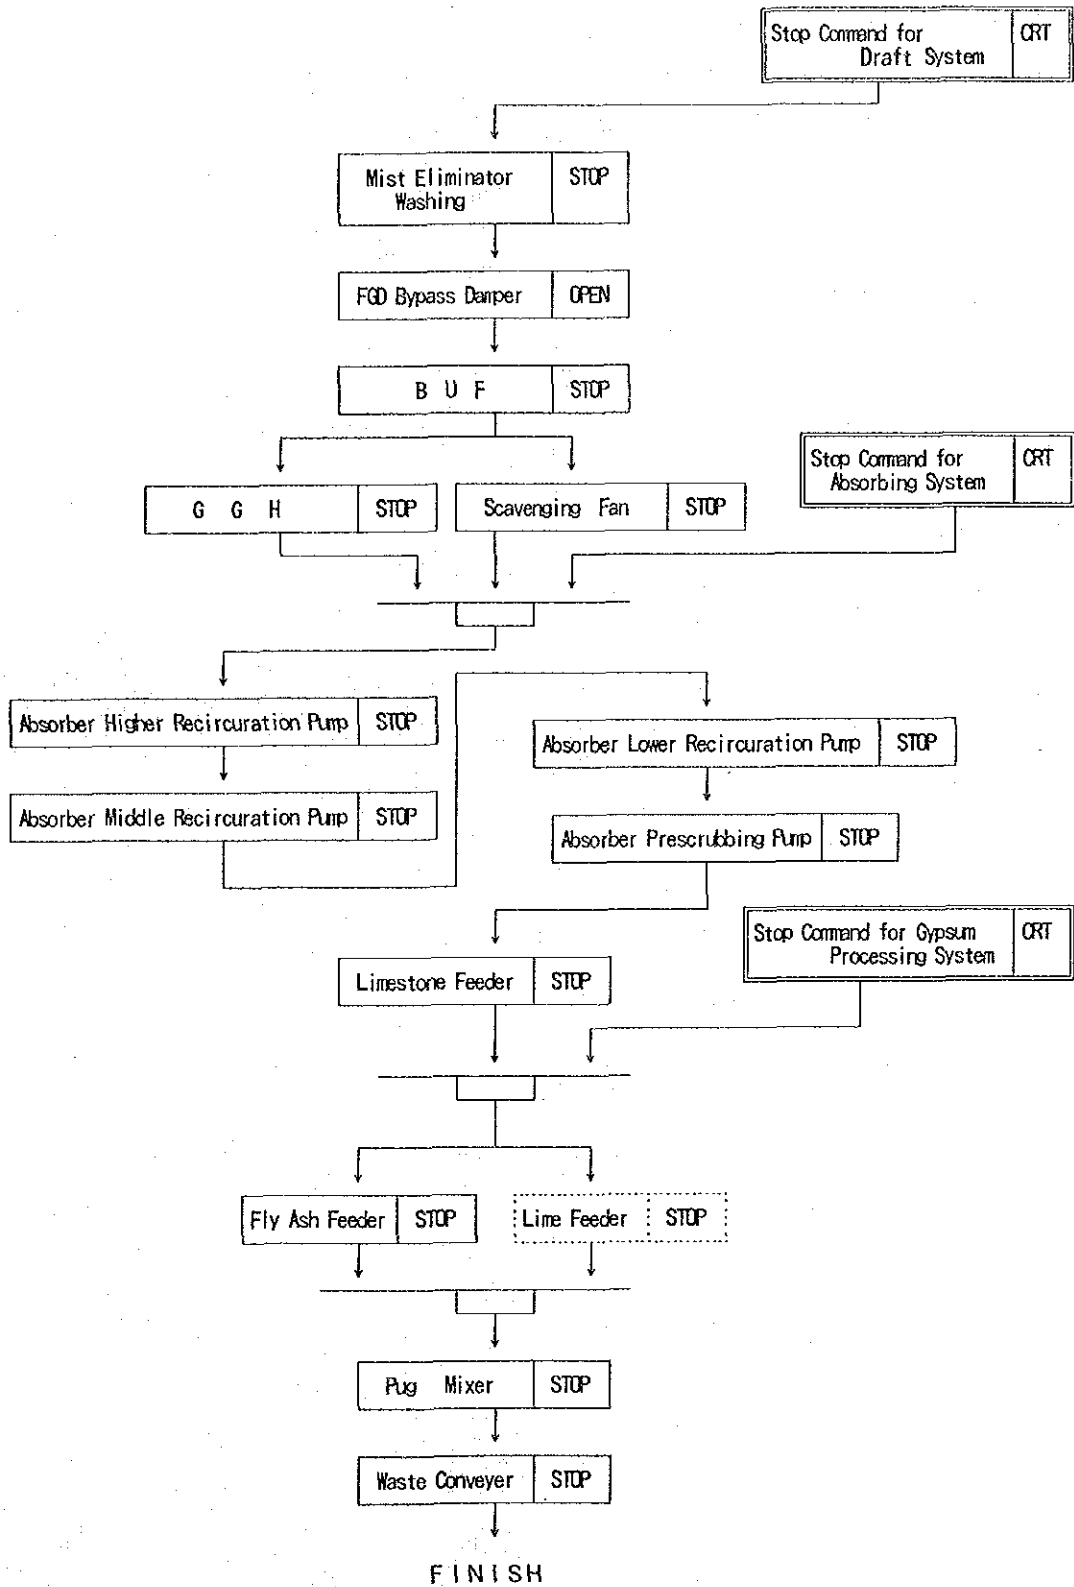 Stop Command for CRT
Draft System
Mist Eliminator STOP
Washing
FGD Bypass Damper OPEN
B U F STOP
Stop Command for CRT
Absorbing System
G G H STOP
Scavenging Fan STOP
Absorber Higher Recircuration Pump STOP
Absorber Middle Recircuration Pump STOP
Absorber Lower Recircuration Pump STOP
Absorber Prescrubbing Pump STOP
Stop Command for Gypsum CRT
Processing System
Limestone Feeder STOP
Fly Ash Feeder STOP
Lime Feeder STOP
Pug Mixer STOP
Waste Conveyer STOP
FINISH